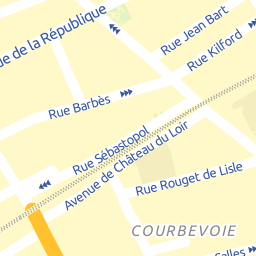 ue de la République
Rue Jean Bart
Rue Kilford
Rue Barbès
Rue Sébastopol
Avenue de Château du Loir
Rue Rouget de Lisle
COURBEVOIE
Salles